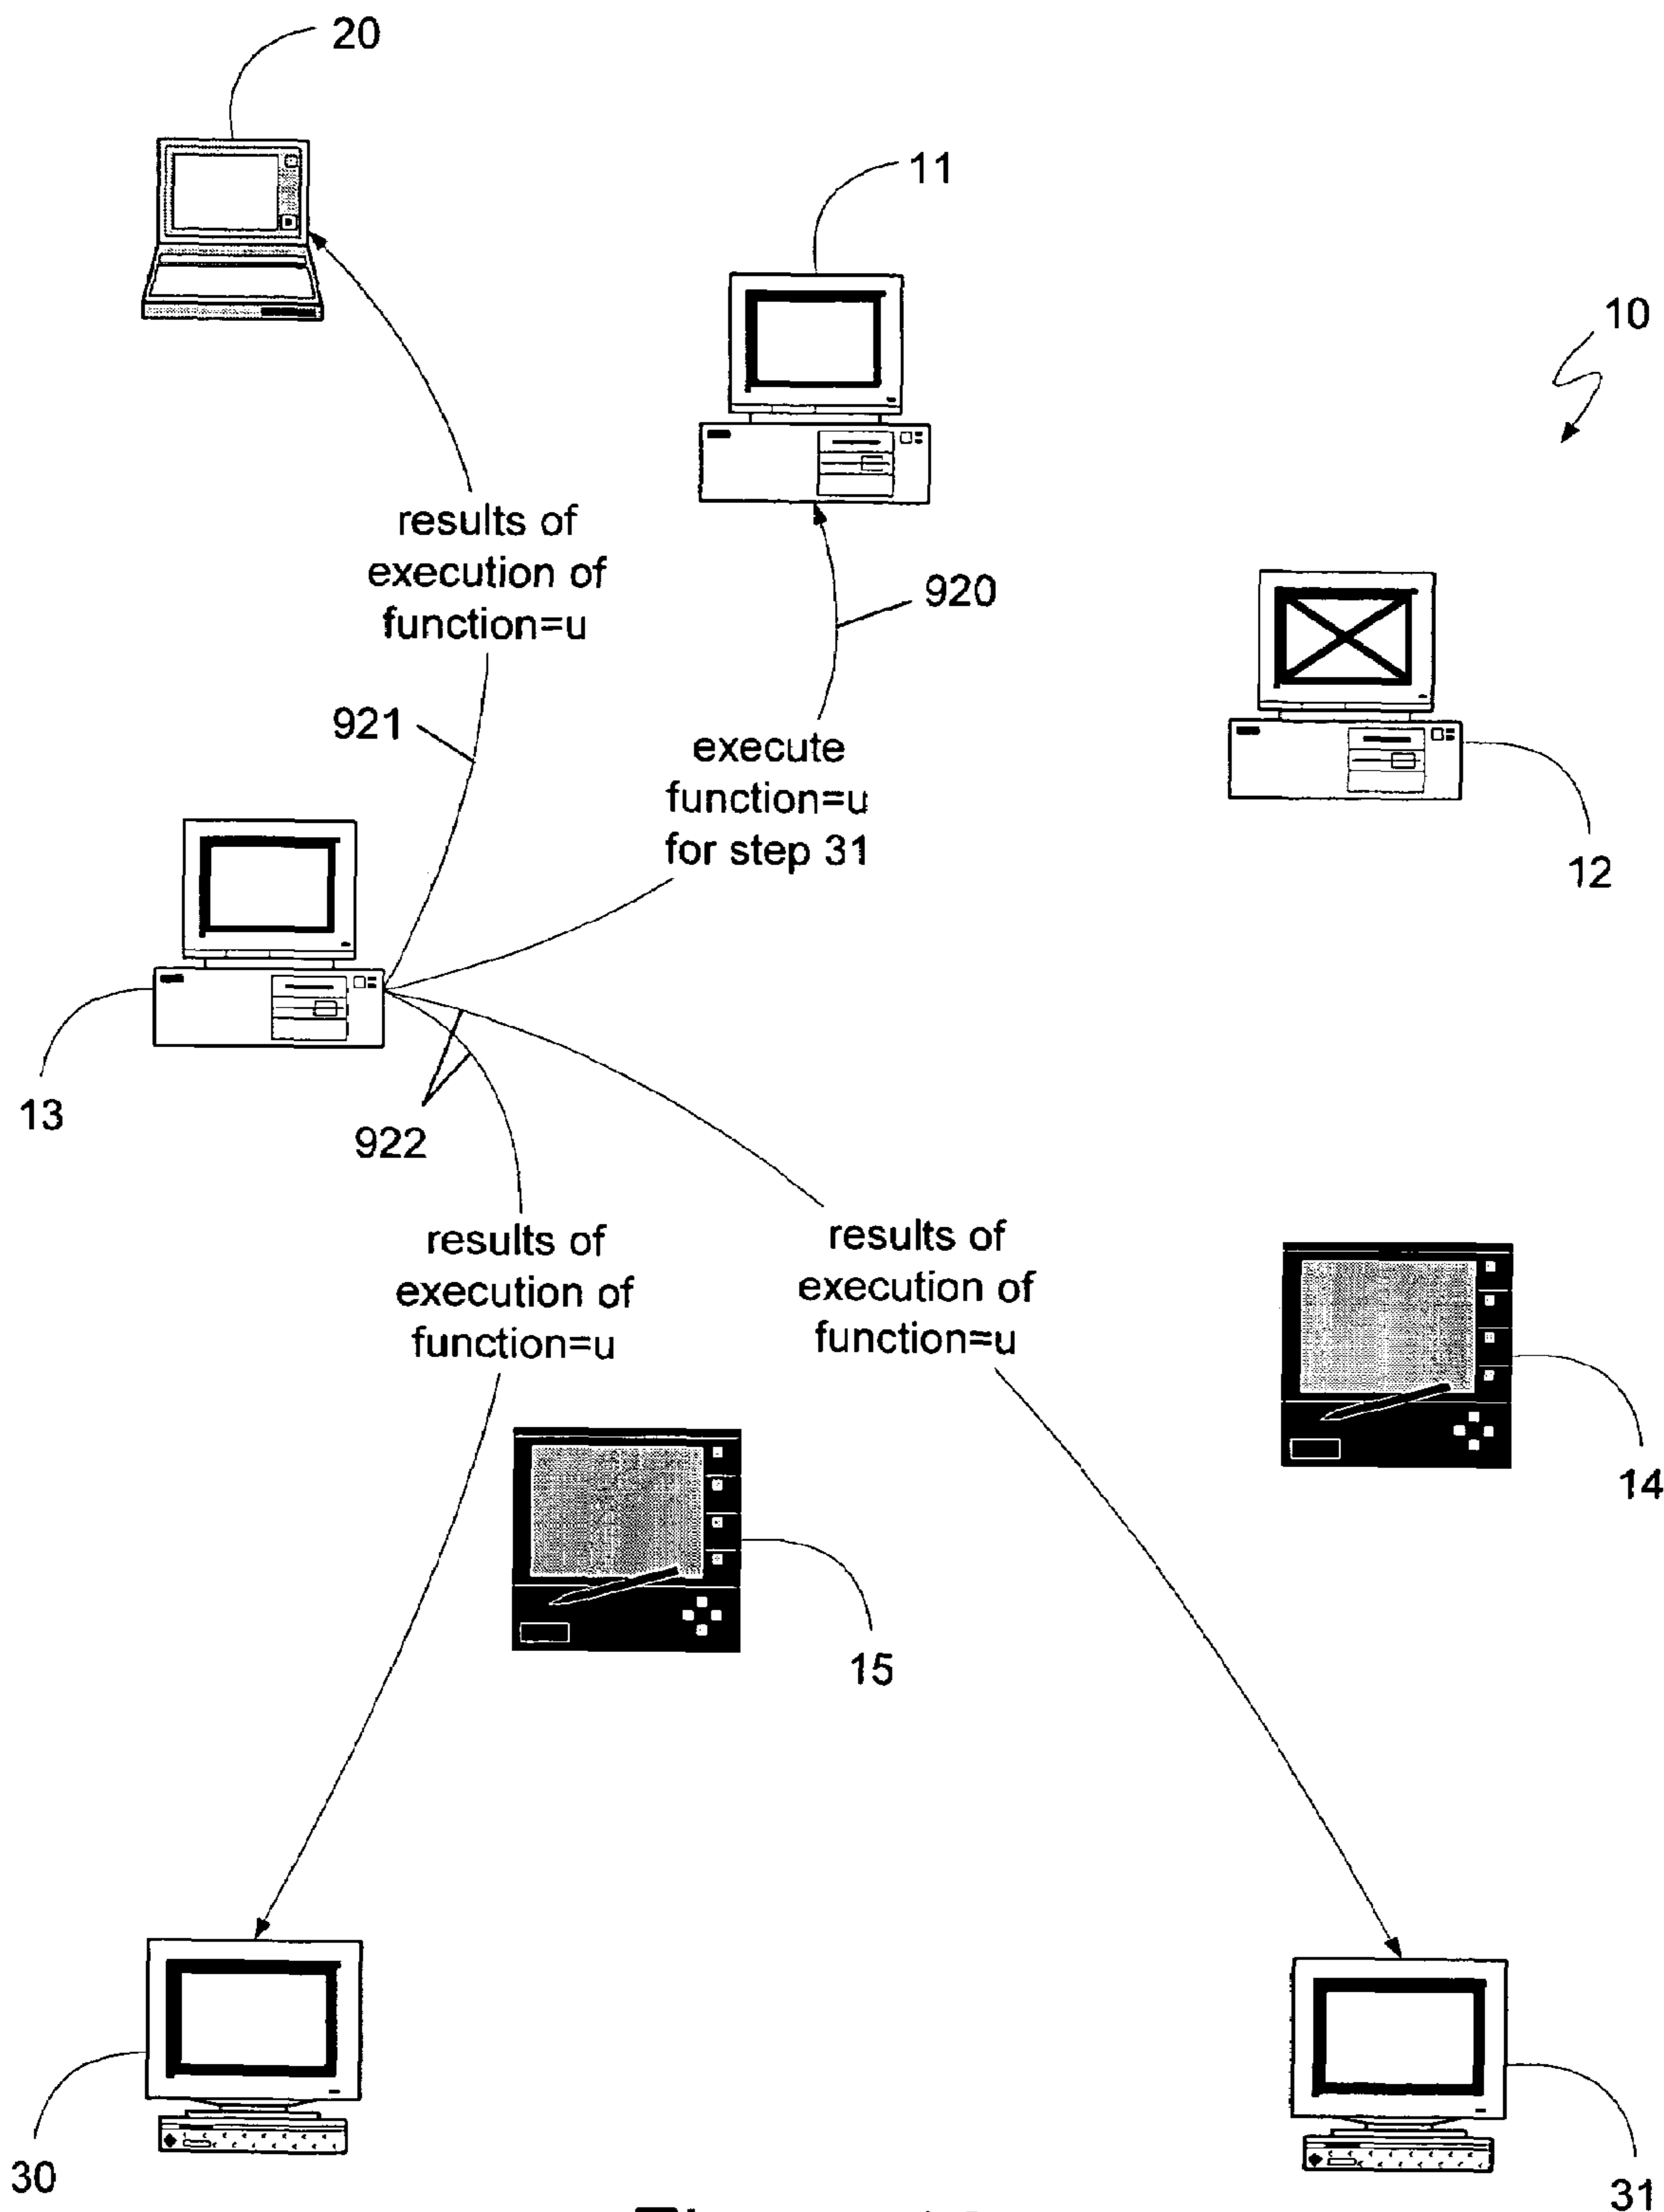 20
11
10
results of
execution of
function=u
920
921
execute
function=u
for step 31
12
13
922
results of
execution of
function=u
results of
execution of
function=u
14
15
30
31